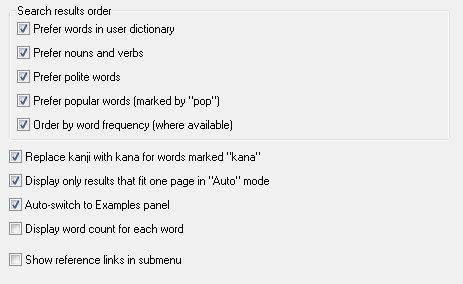 Search results order
Prefer words in user dictionary
Prefer nouns and verbs
Prefer polite words
Prefer popular words (marked by "pop")
Order by word frequency (where available)
Replace kanji with kana for words marked "kana"
Display only results that fit one page in "Auto" mode
Auto-switch to Examples panel
Display word count for each word
Show reference links in submenu